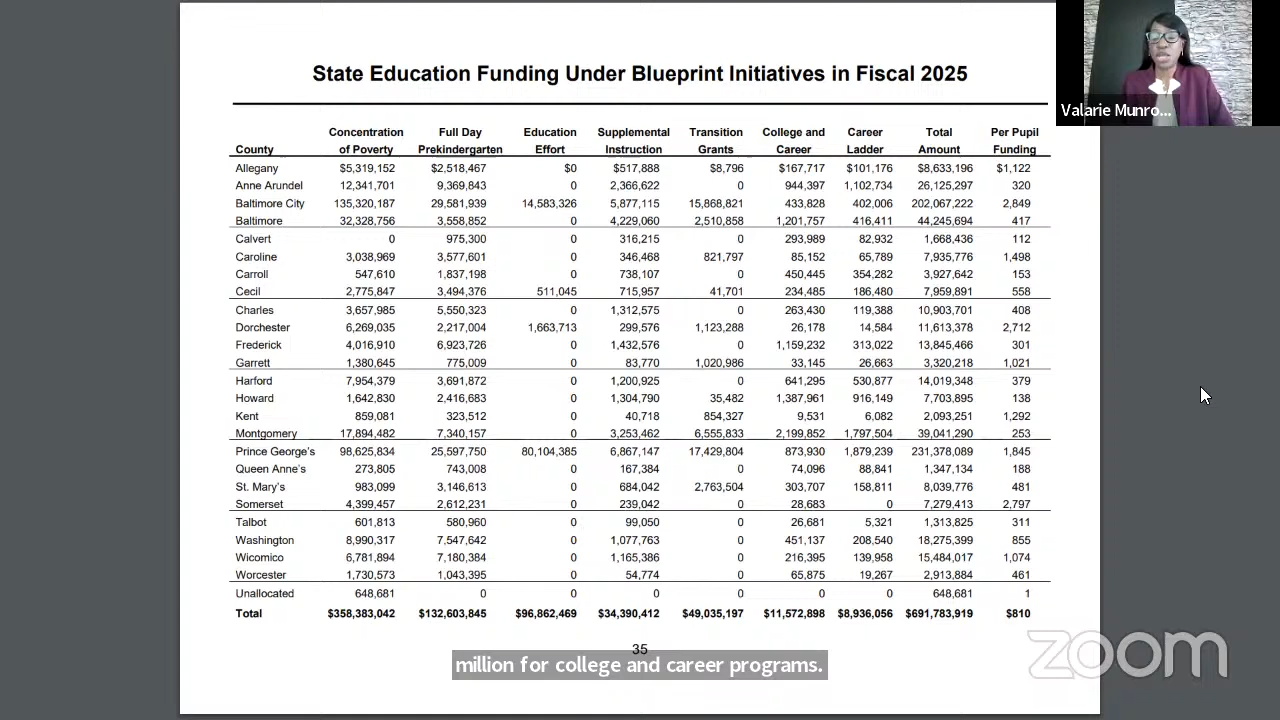 State Education Funding Under Blueprint Initiatives in Fiscal 2025
Valarie Munro...
Concentration Full Day Education Supplemental Transition College and Career Total Per Pupil
County of Poverty Prekindergarten Effort Instruction Grants Career Ladder Amount Funding
Allegany $5,319,152 $2,518,467 $0 $517,888 $8,796 $167,717 $101,176 $8,633,196 $1,122
Anne Arundel 12,341,701 9,369,843 0 2,366,622 0 944,397 1,102,734 26,125,297 320
Baltimore City 135,320,187 29,581,939 14,583,326 5,877,115 15,868,821 433,828 402,006 202,067,222 2,849
Baltimore 32,328,756 3,558,852 0 4,229,060 2,510,858 1,201,757 416,411 44,245,694 417
Calvert 0 975,300 0 316,215 0 293,989 82,932 1,668,436 112
Caroline 3,038,969 3,577,601 0 346,468 821,797 85,152 65,789 7,935,776 1,498
Carroll 547,610 1,837,198 0 738,107 0 450,445 354,282 3,927,642 153
Cecil 2,775,847 3,494,376 511,045 715,957 41,701 234,485 186,480 7,959,891 558
Charles 3,657,985 5,550,323 0 1,312,575 0 263,430 119,388 10,903,701 408
Dorchester 6,269,035 2,217,004 1,663,713 299,576 1,123,288 26,178 14,584 11,613,378 2,712
Frederick 4,016,910 6,923,726 0 1,432,576 0 1,159,232 313,022 13,845,466 301
Garrett 1,380,645 775,009 0 83,770 1,020,986 33,145 26,663 3,320,218 1,021
Harford 7,954,379 3,691,872 0 1,200,925 0 641,295 530,877 14,019,348 379
Howard 1,642,830 2,416,683 0 1,304,790 35,482 1,387,961 916,149 7,703,895 138
Kent 859,081 323,512 0 40,718 854,327 9,531 6,082 2,093,251 1,292
Montgomery 17,894,482 7,340,157 0 3,253,462 6,555,833 2,199,852 1,797,504 39,041,290 253
Prince George's 98,625,834 25,597,750 80,104,385 6,867,147 17,429,804 873,930 1,879,239 231,378,089 1,845
Queen Anne's 273,805 743,008 0 167,384 0 74,096 88,841 1,347,134 188
St. Mary's 983,099 3,146,613 0 684,042 2,763,504 303,707 158,811 8,039,776 481
Somerset 4,399,457 2,612,231 0 239,042 0 28,683 0 7,279,413 2,797
Talbot 601,813 580,960 0 99,050 0 26,681 5,321 1,313,825 311
Washington 8,990,317 7,547,642 0 1,077,763 0 451,137 208,540 18,275,399 855
Wicomico 6,781,894 7,180,384 0 1,165,386 0 216,395 139,958 15,484,017 1,074
Worcester 1,730,573 1,043,395 0 54,774 0 65,875 19,267 2,913,884 461
Unallocated 648,681 0 0 0 0 0 0 648,681 1
Total $358,383,042 $132,603,845 $96,862,469 $34,390,412 $49,035,197 $11,572,898 $8,936,056 $691,783,919 $810
35
million for college and career programs.
zoom